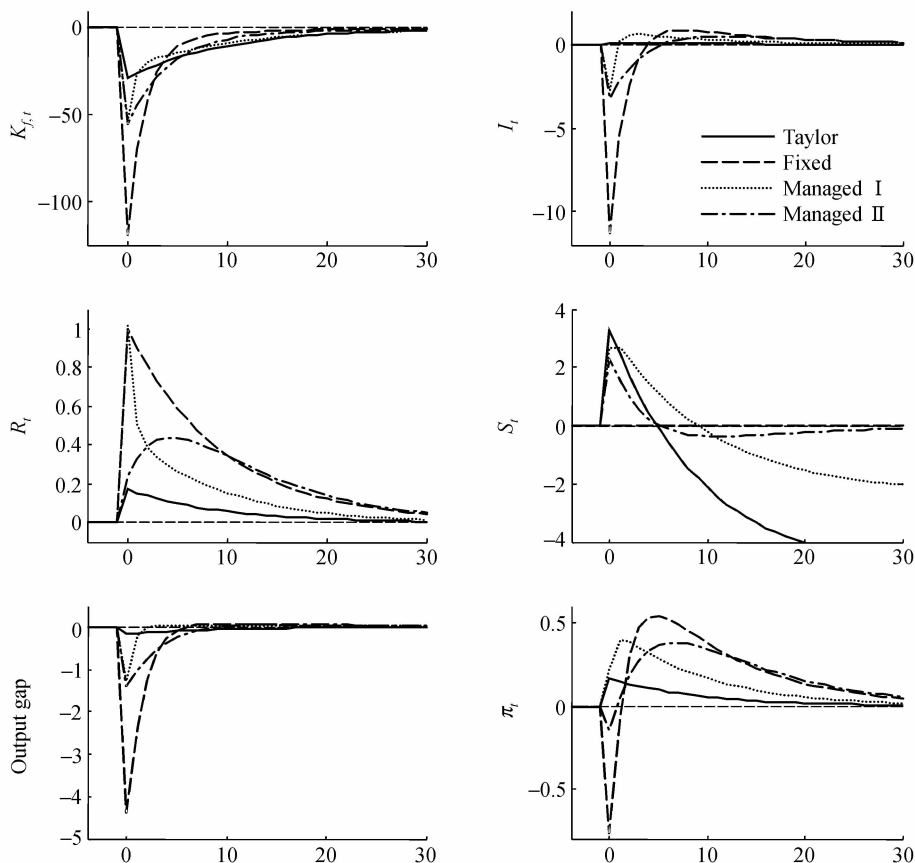 0
−50
−100
K_{f, t}
0 10 20 30
0
−5
−10
I_t
Taylor
Fixed
Managed Ⅰ
Managed Ⅱ
0 10 20 30
1
0.8
0.6
0.4
0.2
0
R_t
0 10 20 30
4
2
0
−2
−4
S_t
0 10 20 30
0
−1
−2
−3
−4
−5
Output gap
0 10 20 30
0.5
0
−0.5
π_t
0 10 20 30